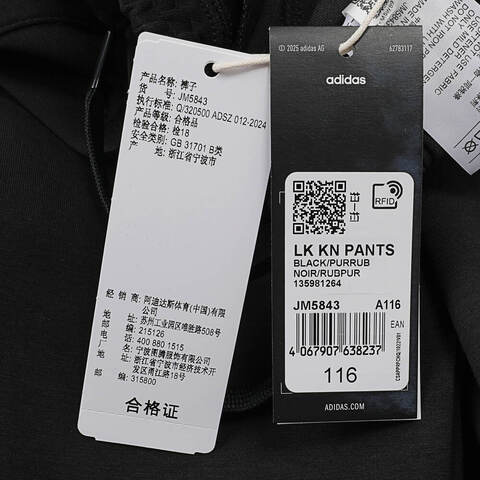 产品名称: 裤子
货 号: JM5843
执行标准: Q/320500 ADSZ 012-2024
产品等级: 合格品
检验合格: 检18
安全类别: GB 31701 B类
产 地: 浙江省宁波市
经 销 商: 阿迪达斯体育(中国)有限公司
地 址: 苏州工业园区唯胜路508号
邮 编: 215126
电 话: 400 880 1515
厂 名: 宁波图腾服饰有限公司
地 址: 浙江省宁波市经济技术开
发区甬江路18号
邮 编: 315800
合格证
© 2025 adidas AG 62783117
adidas
RFID
LK KN PANTS
BLACK/PURRUB
NOIR/RUBPUR
135981264
JM5843 A116
EAN
4 067907 638237
116
ADIDAS.COM